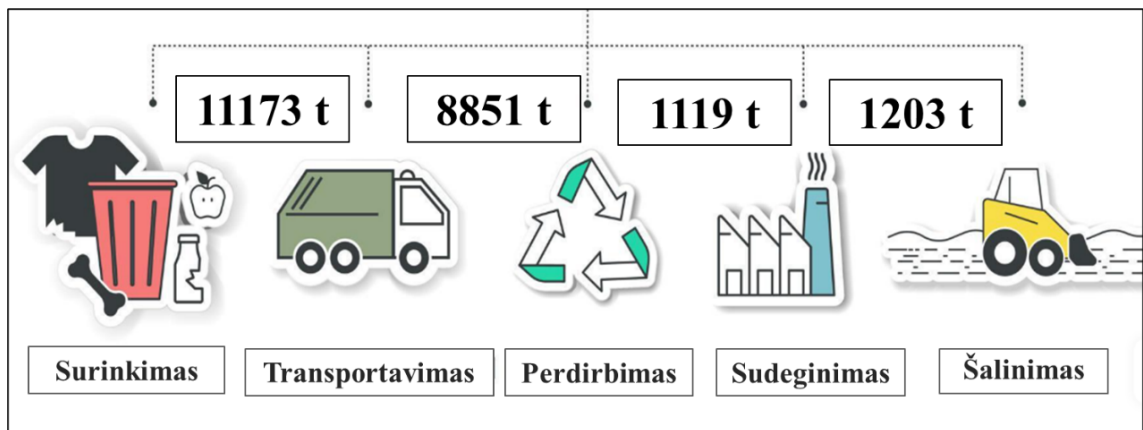 11173 t
8851 t
1119 t
1203 t
Surinkimas
Transportavimas
Perdirbimas
Sudeginimas
Šalinimas